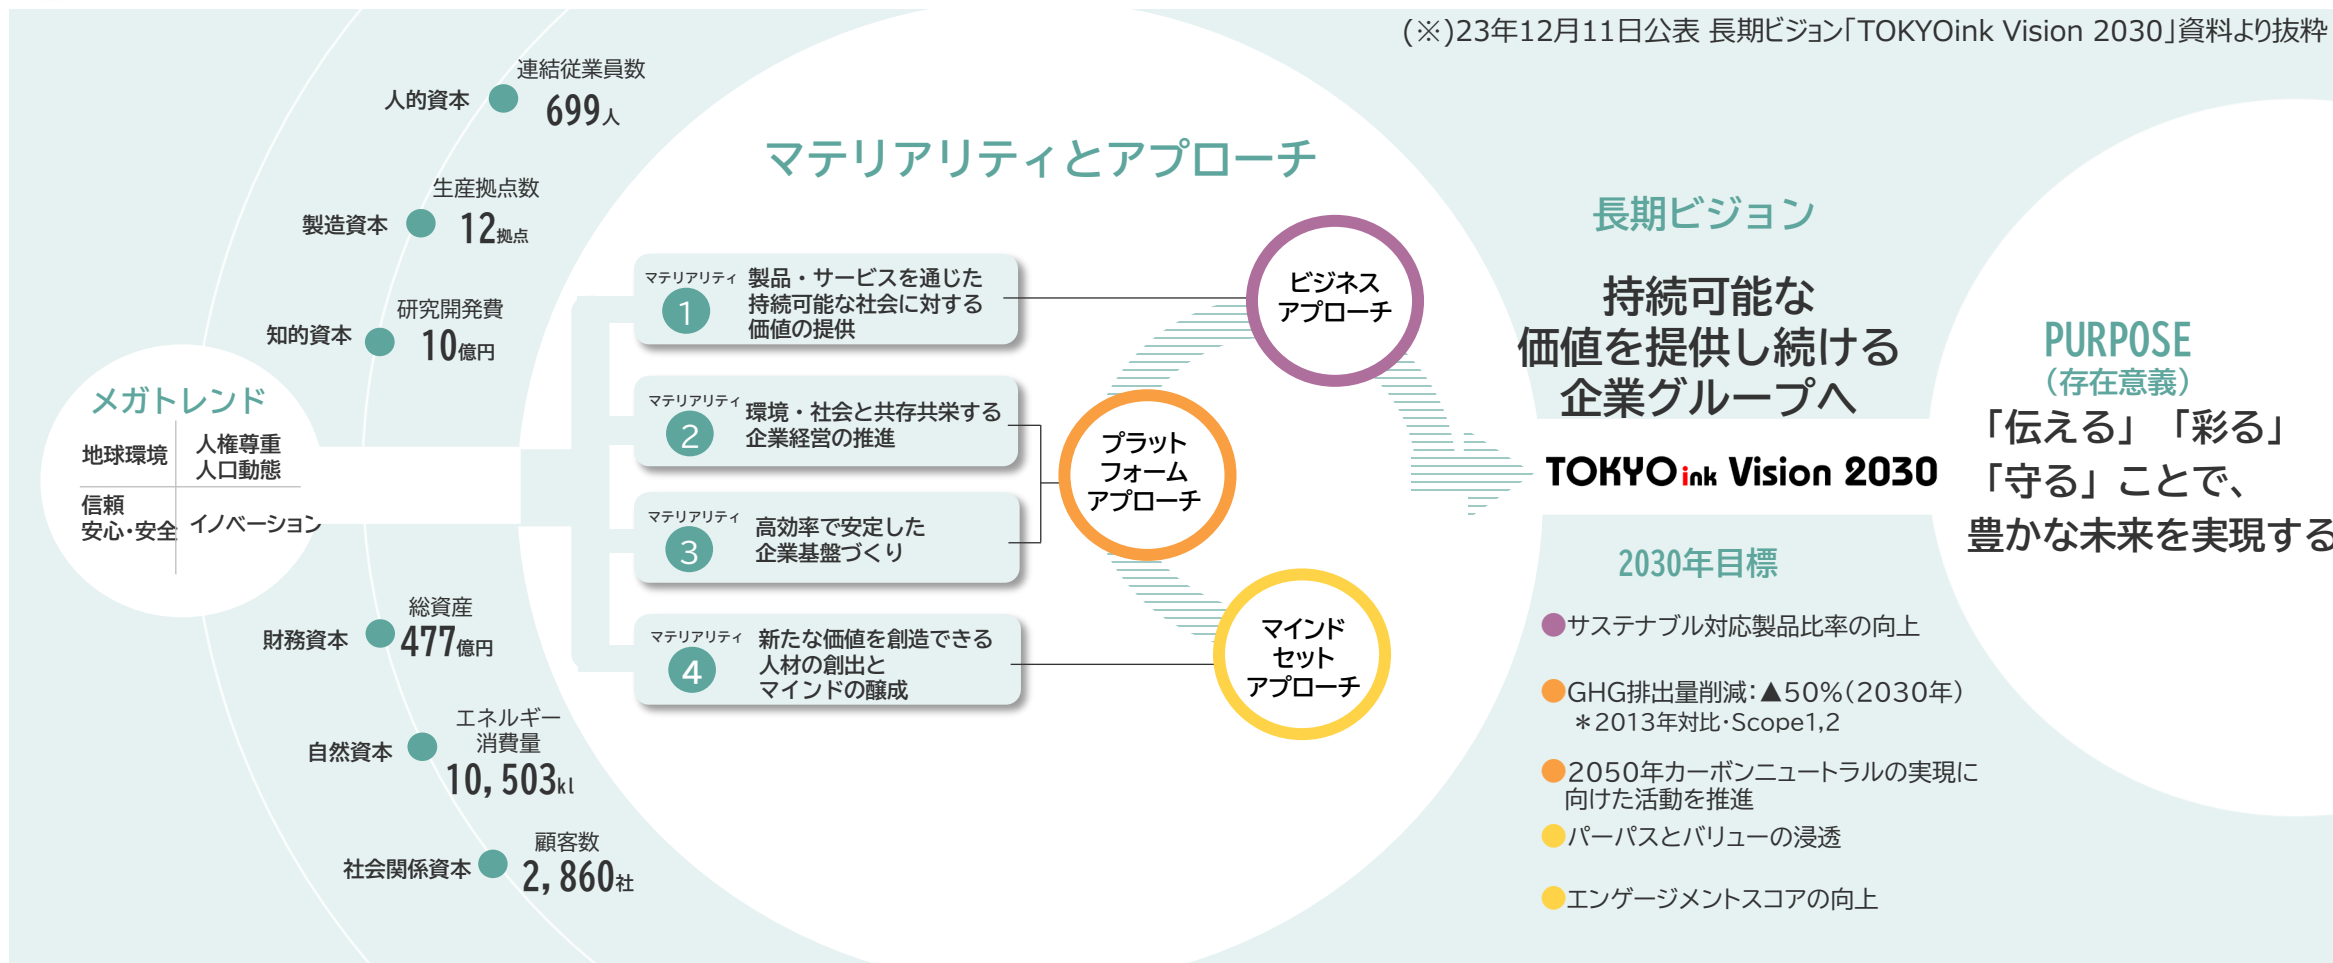 (※)23年12月11日公表 長期ビジョン「TOKYOink Vision 2030」資料より抜粋
人的資本
連結従業員数
699人
製造資本
生産拠点数
12拠点
知的資本
研究開発費
10億円
メガトレンド
地球環境
人権尊重
人口動態
信頼
安心・安全
イノベーション
財務資本
総資産
477億円
自然資本
エネルギー
消費量
10,503kl
社会関係資本
顧客数
2,860社
マテリアリティとアプローチ
マテリアリティ
1
製品・サービスを通じた
持続可能な社会に対する
価値の提供
マテリアリティ
2
環境・社会と共存共栄する
企業経営の推進
マテリアリティ
3
高効率で安定した
企業基盤づくり
マテリアリティ
4
新たな価値を創造できる
人材の創出と
マインドの醸成
ビジネス
アプローチ
プラット
フォーム
アプローチ
マインド
セット
アプローチ
長期ビジョン
持続可能な
価値を提供し続ける
企業グループへ
TOKYOink Vision 2030
2030年目標
サステナブル対応製品比率の向上
GHG排出量削減：▲50%（2030年）
＊2013年対比・Scope1,2
2050年カーボンニュートラルの実現に
向けた活動を推進
パーパスとバリューの浸透
エンゲージメントスコアの向上
PURPOSE
（存在意義）
「伝える」「彩る」
「守る」ことで、
豊かな未来を実現する